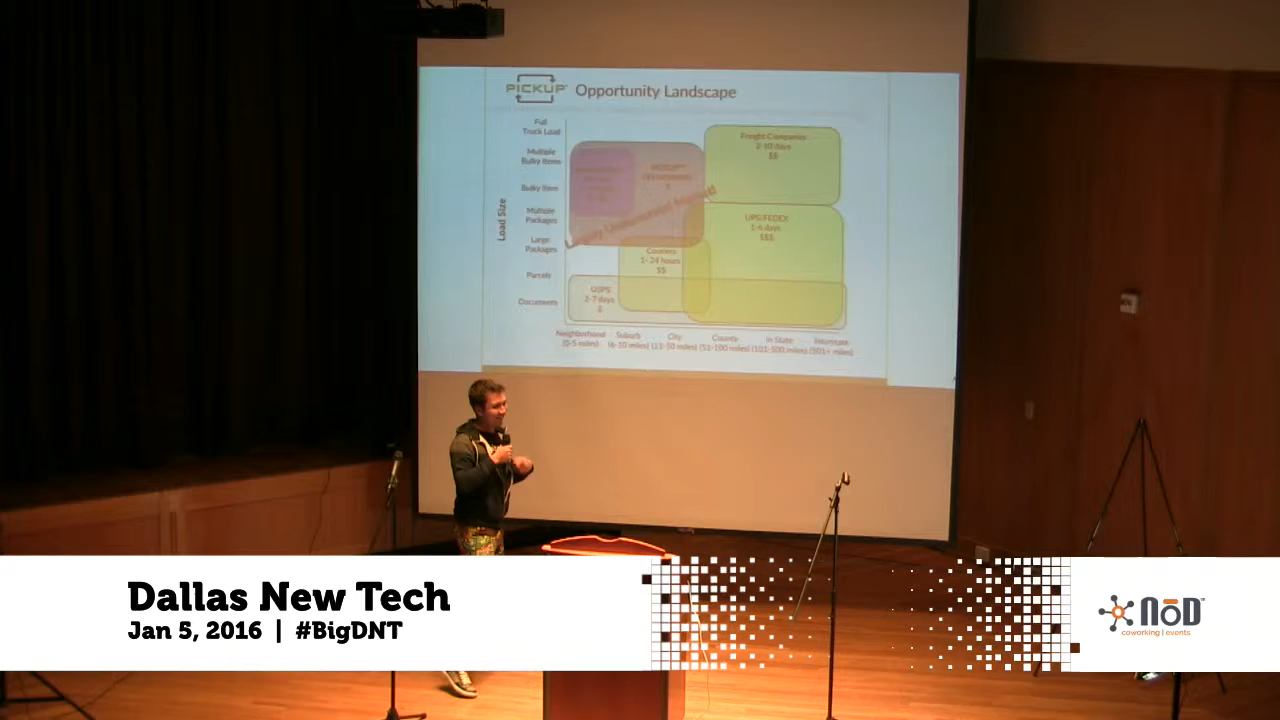 PICKUP
Opportunity Landscape
Full
Truck Load
Multiple
Bulky Items
Bulky Item
Multiple
Packages
Large
Packages
Parcels
Documents
Load Size
Freight Companies
2-10 days
$$
UPS/FEDEX
1-6 days
$$$
Couriers
1- 24 hours
$$
USPS
2-7 days
$
Neighborhood
(0-5 miles)
Suburb
(6-10 miles)
City
(11-50 miles)
County
(51-100 miles)
In State
(101-500 miles)
Interstate
(501+ miles)
Dallas New Tech
Jan 5, 2016 | #BigDNT
NōD™
coworking | events